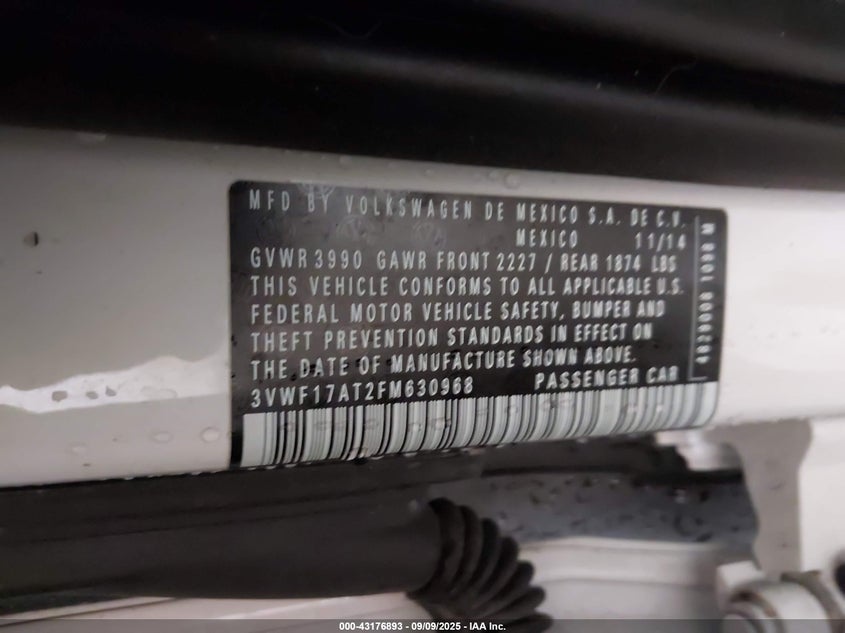 MFD BY VOLKSWAGEN DE MEXICO S.A. DE C.V.
MEXICO 11/14
GVWR 3990 GAWR FRONT 2227 / REAR 1874 LBS
THIS VEHICLE CONFORMS TO ALL APPLICABLE U.S.
FEDERAL MOTOR VEHICLE SAFETY, BUMPER AND
THEFT PREVENTION STANDARDS IN EFFECT ON
THE DATE OF MANUFACTURE SHOWN ABOVE.
3VWF17AT2FM630968 PASSENGER CAR
000-43176893 - 09/09/2025 - IAA Inc.